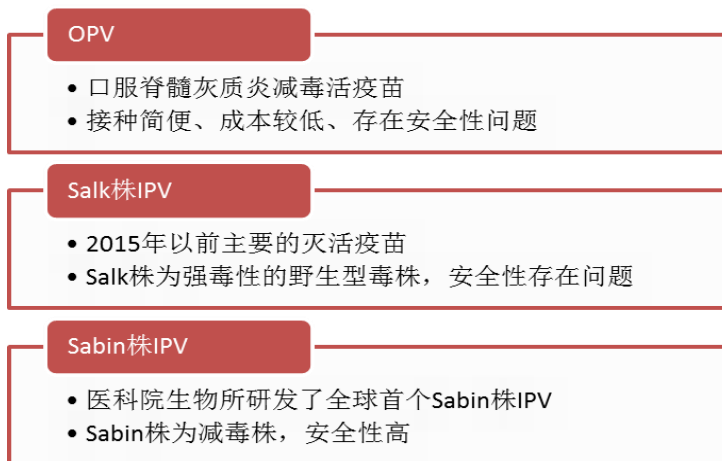 OPV
• 口服脊髓灰质炎减毒活疫苗
• 接种简便、成本较低、存在安全性问题
Salk株IPV
• 2015年以前主要的灭活疫苗
• Salk株为强毒性的野生型毒株，安全性存在问题
Sabin株IPV
• 医科院生物所研发了全球首个Sabin株IPV
• Sabin株为减毒株，安全性高